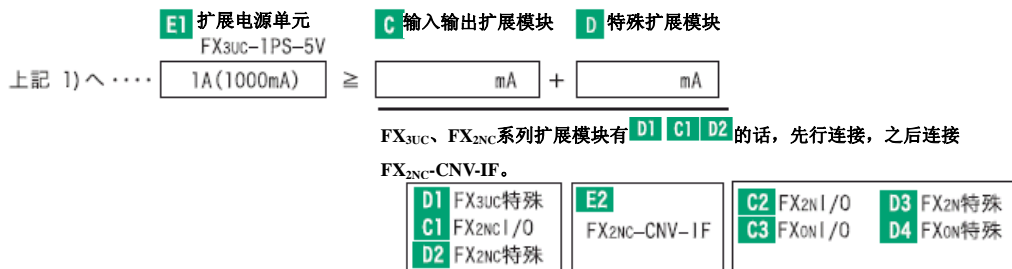 E1 扩展电源单元 C 输入输出扩展模块 D 特殊扩展模块
FX3UC-1PS-5V
上記 1)へ ···· 1A(1000mA) ≧ mA + mA
FX3UC、FX2NC系列扩展模块有 D1 C1 D2 的话，先行连接，之后连接
FX2NC-CNV-IF。
D1 FX3UC特殊
C1 FX2NCI/O
D2 FX2NC特殊
E2
FX2NC-CNV-IF
C2 FX2NI/O D3 FX2N特殊
C3 FX0NI/O D4 FX0N特殊